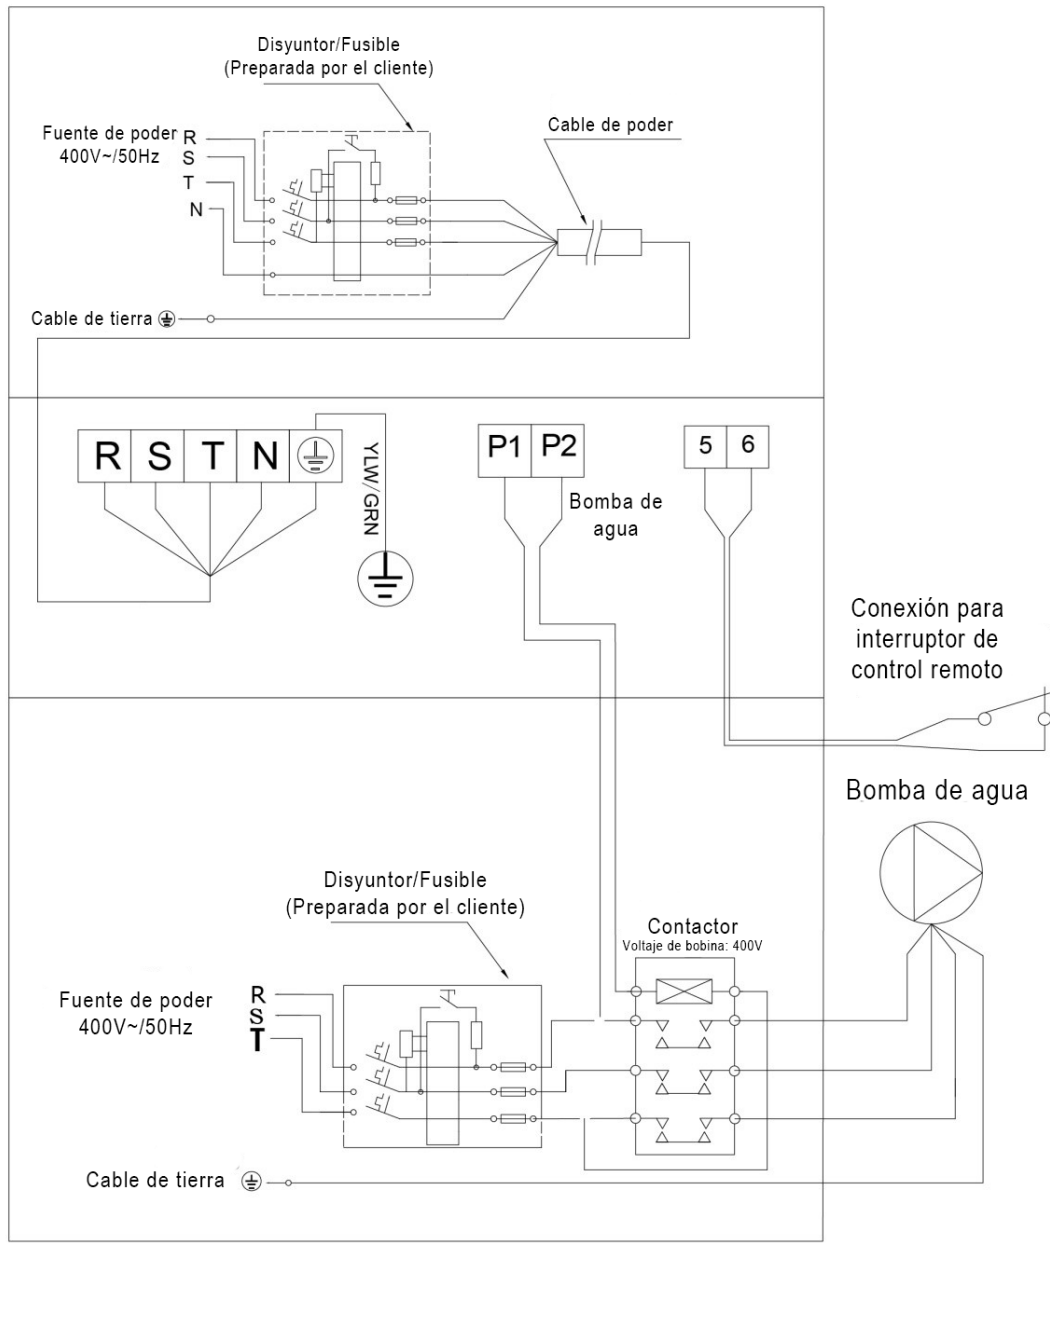 Disyuntor/Fusible
(Preparada por el cliente)
Fuente de poder
400V~/50Hz
R
S
T
N
Cable de poder
Cable de tierra
R S T N
YLW/GRN
P1 P2
5 6
Bomba de
agua
Conexión para
interruptor de
control remoto
Bomba de agua
Disyuntor/Fusible
(Preparada por el cliente)
Contactor
Voltaje de bobina: 400V
Fuente de poder
400V~/50Hz
R
S
T
Cable de tierra